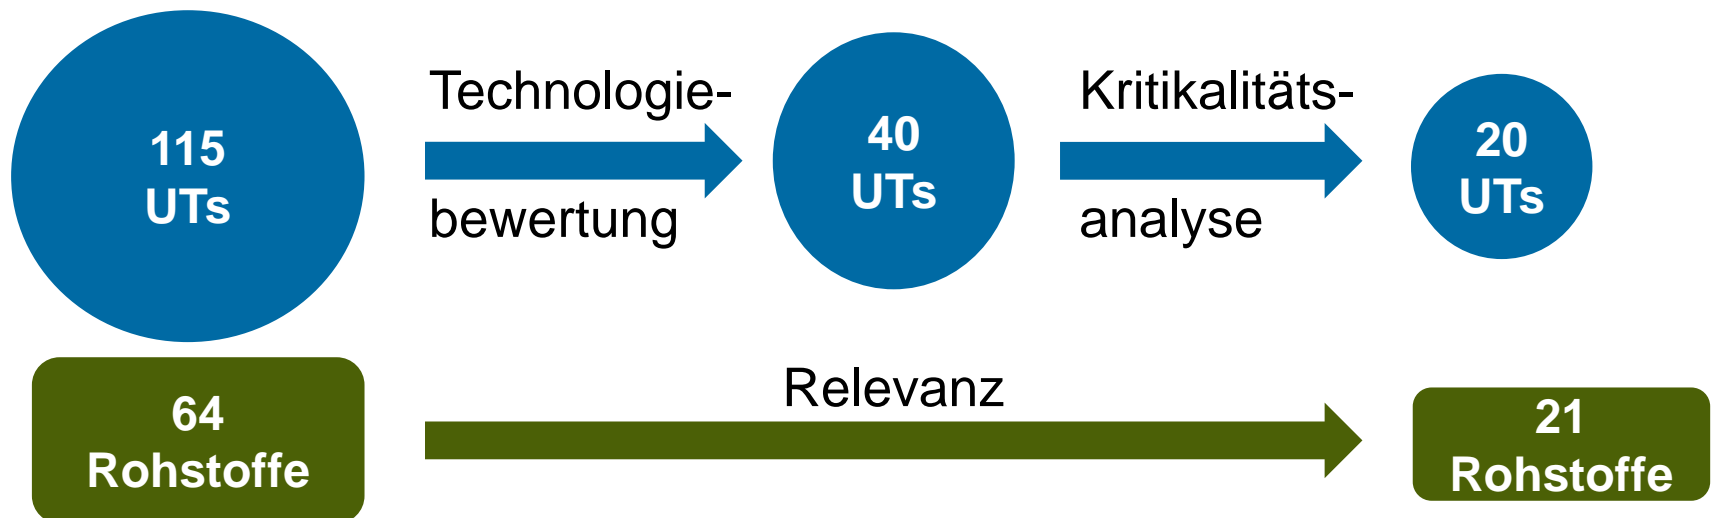 115
UTs
Technologie-
bewertung
40
UTs
Kritikalitäts-
analyse
20
UTs
64
Rohstoffe
Relevanz
21
Rohstoffe